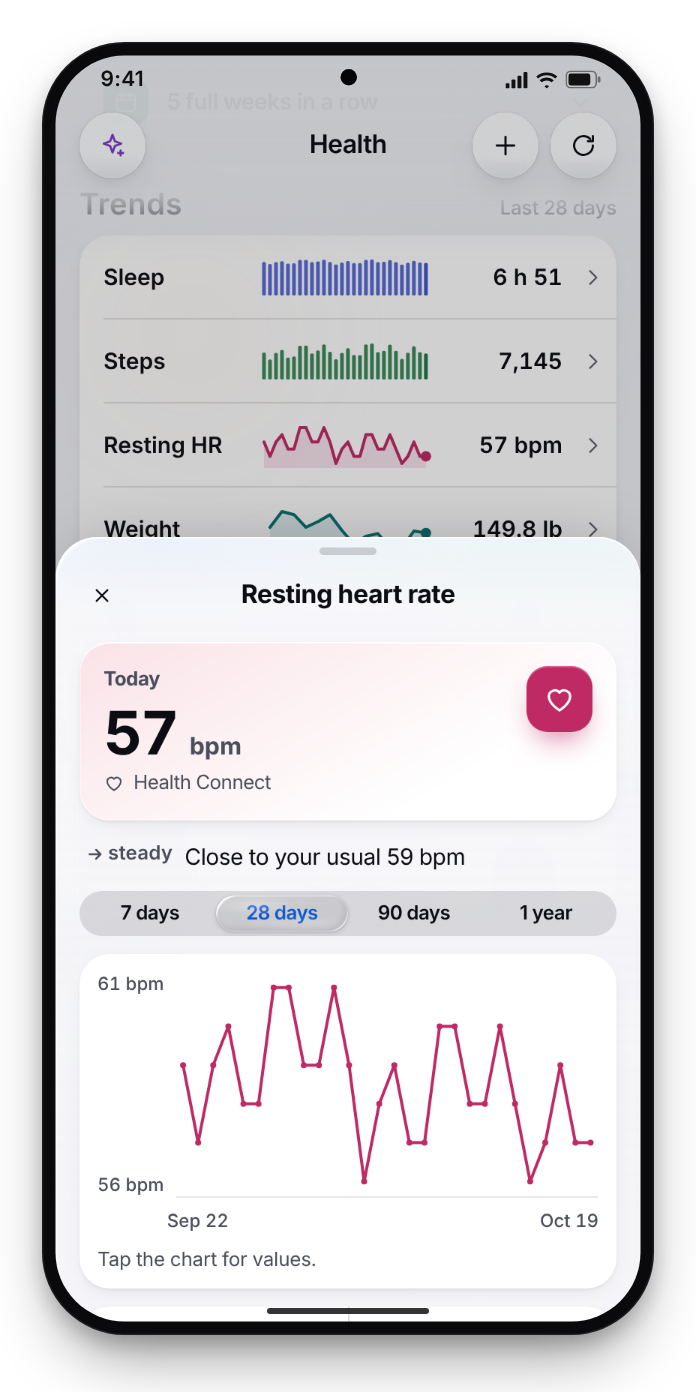 9:41
5 full weeks in a row
Health
Trends
Last 28 days
Sleep
6 h 51
Steps
7,145
Resting HR
57 bpm
Weight
149.8 lb
Resting heart rate
Today
57 bpm
Health Connect
→ steady Close to your usual 59 bpm
7 days
28 days
90 days
1 year
61 bpm
56 bpm
Sep 22
Oct 19
Tap the chart for values.